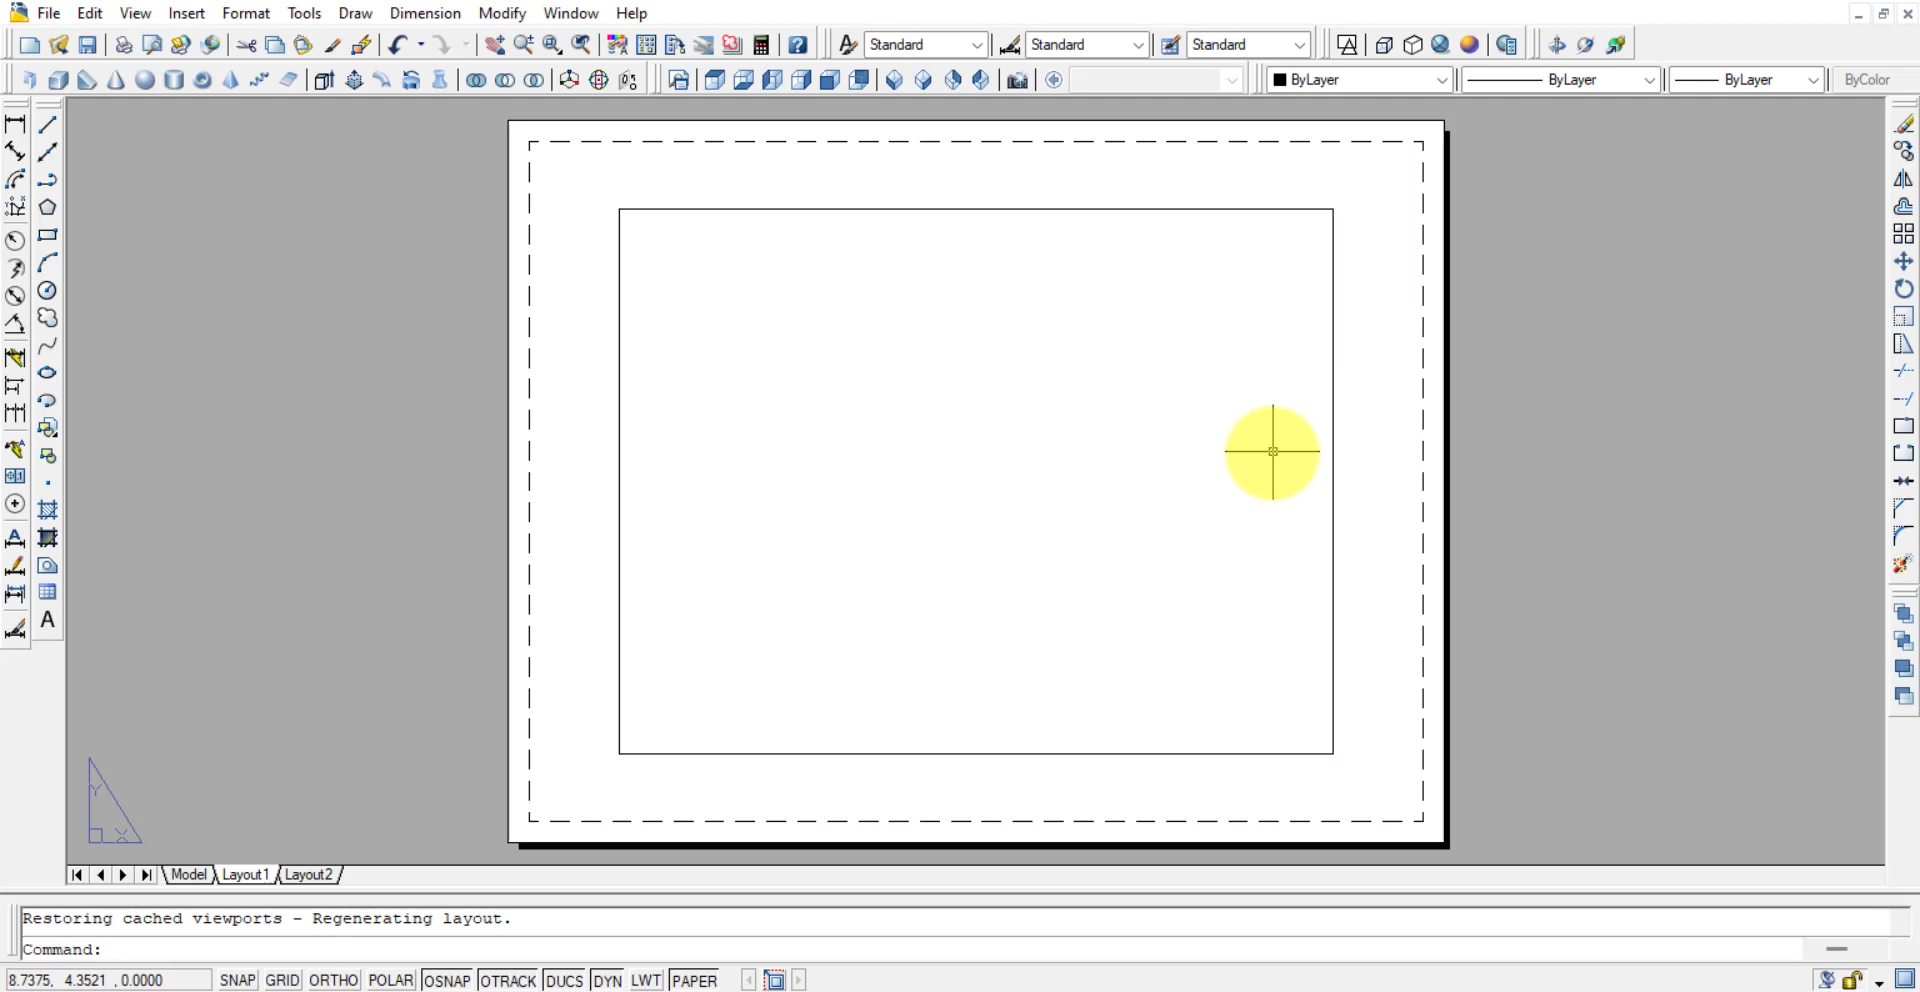 File Edit View Insert Format Tools Draw Dimension Modify Window Help
Standard Standard Standard
ByLayer ByLayer ByLayer ByColor
A
Y
X
Model Layout1 Layout2
Restoring cached viewports - Regenerating layout.
Command:
8.7375, 4.3521 , 0.0000 SNAP GRID ORTHO POLAR OSNAP OTRACK DUCS DYN LWT PAPER